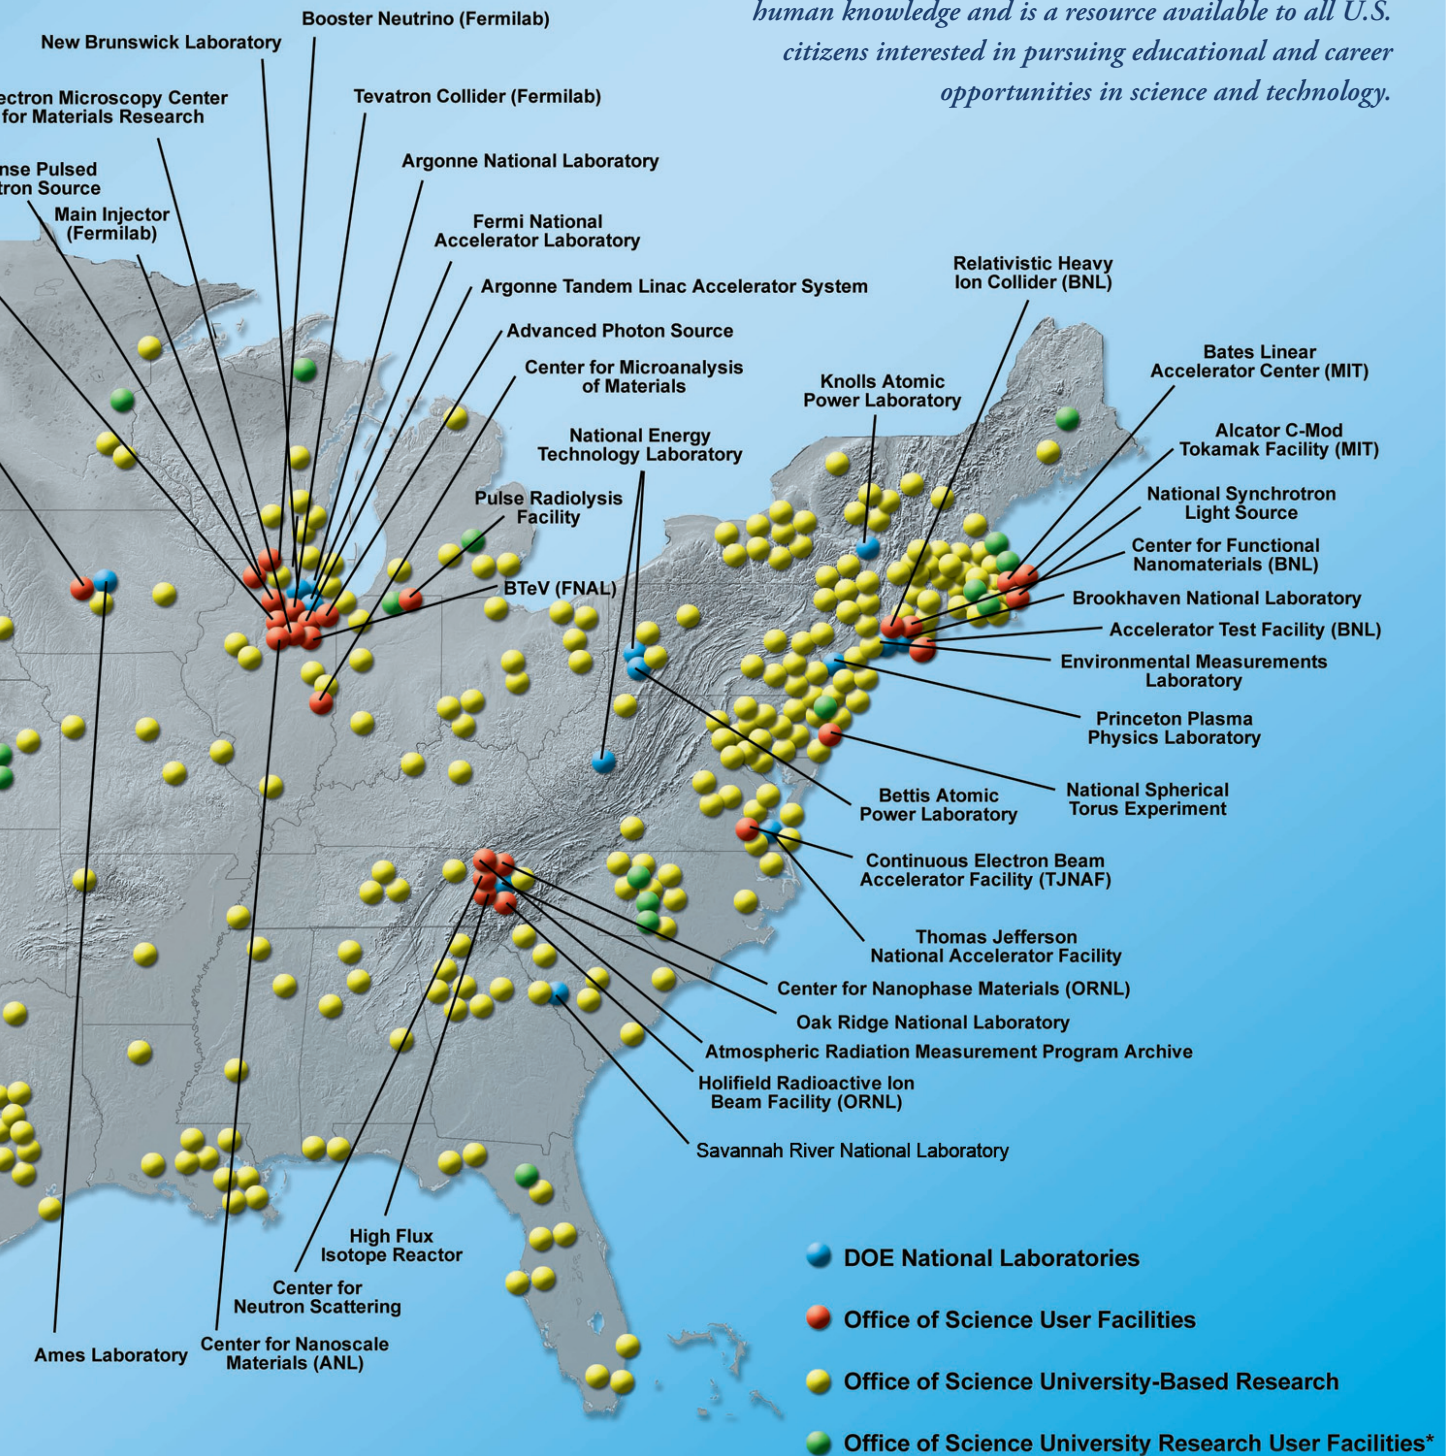 human knowledge and is a resource available to all U.S.
citizens interested in pursuing educational and career
opportunities in science and technology.
Booster Neutrino (Fermilab)
New Brunswick Laboratory
Tevatron Collider (Fermilab)
ectron Microscopy Center
for Materials Research
Argonne National Laboratory
nse Pulsed
tron Source
Main Injector
(Fermilab)
Fermi National
Accelerator Laboratory
Argonne Tandem Linac Accelerator System
Advanced Photon Source
Center for Microanalysis
of Materials
National Energy
Technology Laboratory
Pulse Radiolysis
Facility
BTeV (FNAL)
Knolls Atomic
Power Laboratory
Relativistic Heavy
Ion Collider (BNL)
Bates Linear
Accelerator Center (MIT)
Alcator C-Mod
Tokamak Facility (MIT)
National Synchrotron
Light Source
Center for Functional
Nanomaterials (BNL)
Brookhaven National Laboratory
Accelerator Test Facility (BNL)
Environmental Measurements
Laboratory
Princeton Plasma
Physics Laboratory
National Spherical
Torus Experiment
Bettis Atomic
Power Laboratory
Continuous Electron Beam
Accelerator Facility (TJNAF)
Thomas Jefferson
National Accelerator Facility
Center for Nanophase Materials (ORNL)
Oak Ridge National Laboratory
Atmospheric Radiation Measurement Program Archive
Holifield Radioactive Ion
Beam Facility (ORNL)
Savannah River National Laboratory
High Flux
Isotope Reactor
Center for
Neutron Scattering
Center for Nanoscale
Materials (ANL)
Ames Laboratory
DOE National Laboratories
Office of Science User Facilities
Office of Science University-Based Research
Office of Science University Research User Facilities*